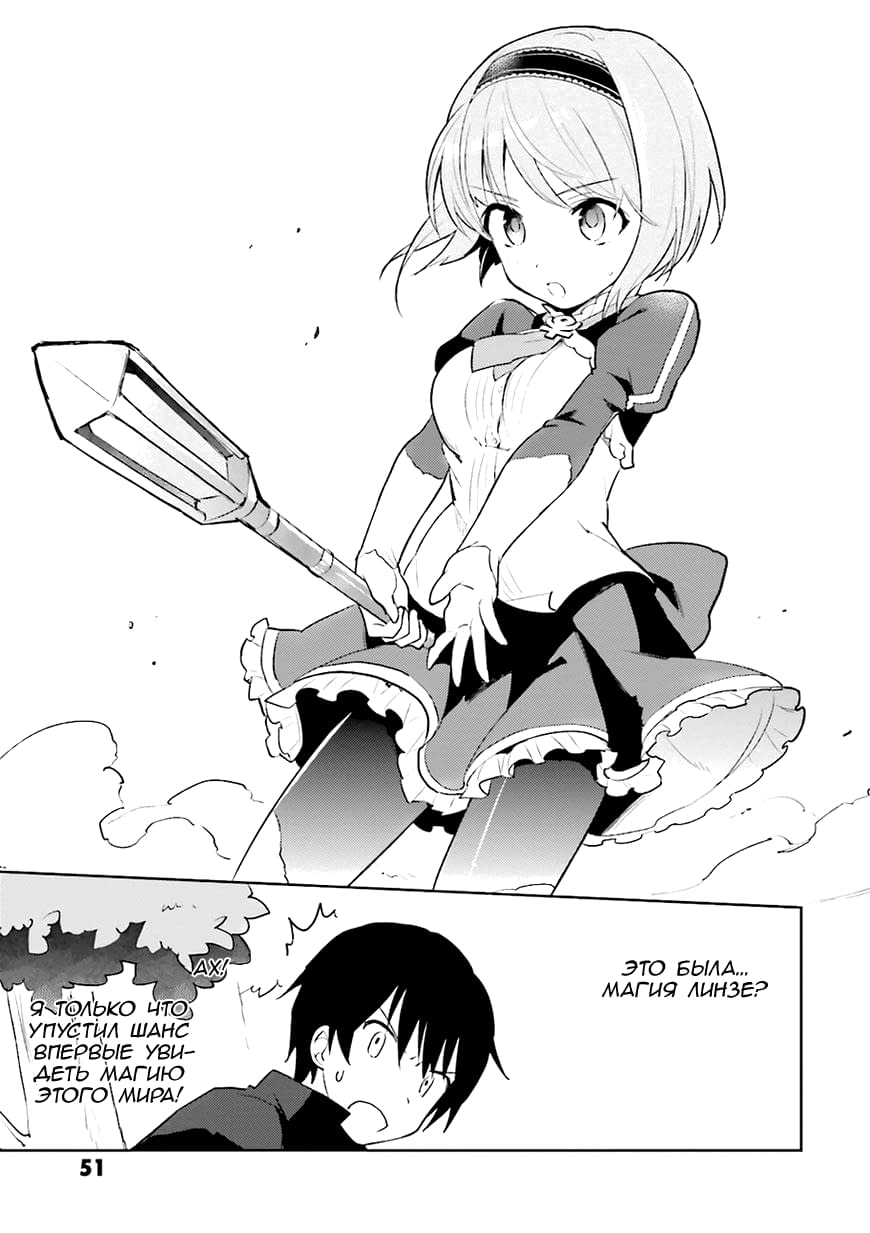 ЭТО БЫЛА...
МАГИЯ ЛИНЗЕ?
АХ!
Я ТОЛЬКО ЧТО
УПУСТИЛ ШАНС
ВПЕРВЫЕ УВИ-
ДЕТЬ МАГИЮ
ЭТОГО МИРА!
51